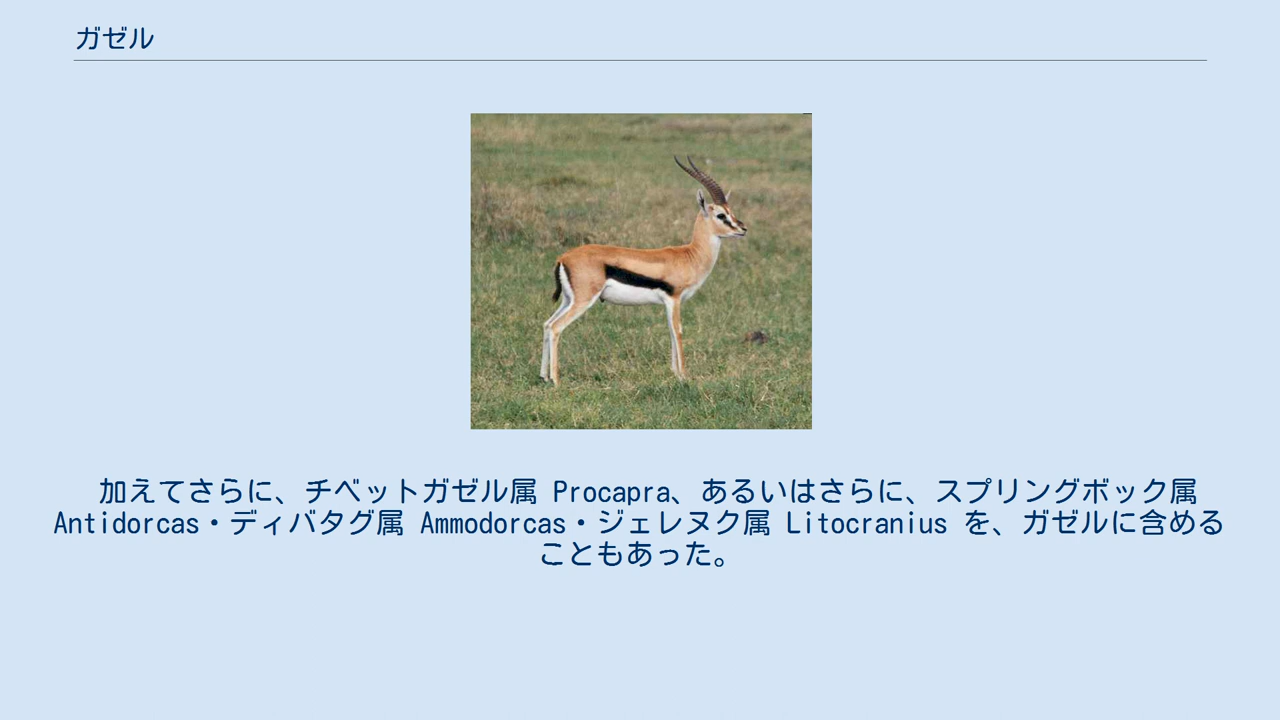 ガゼル
加えてさらに、チベットガゼル属 Procapra、あるいはさらに、スプリングボック属
Antidorcas・ディバタグ属 Ammodorcas・ジェレヌク属 Litocranius を、ガゼルに含める
こともあった。